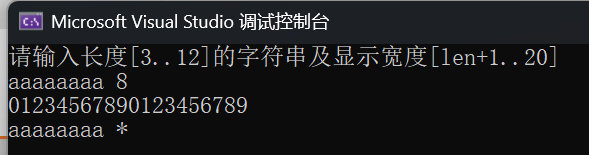 C:\ Microsoft Visual Studio 调试控制台
请输入长度[3..12]的字符串及显示宽度[len+1..20]
aaaaaaaa 8
01234567890123456789
aaaaaaaa *